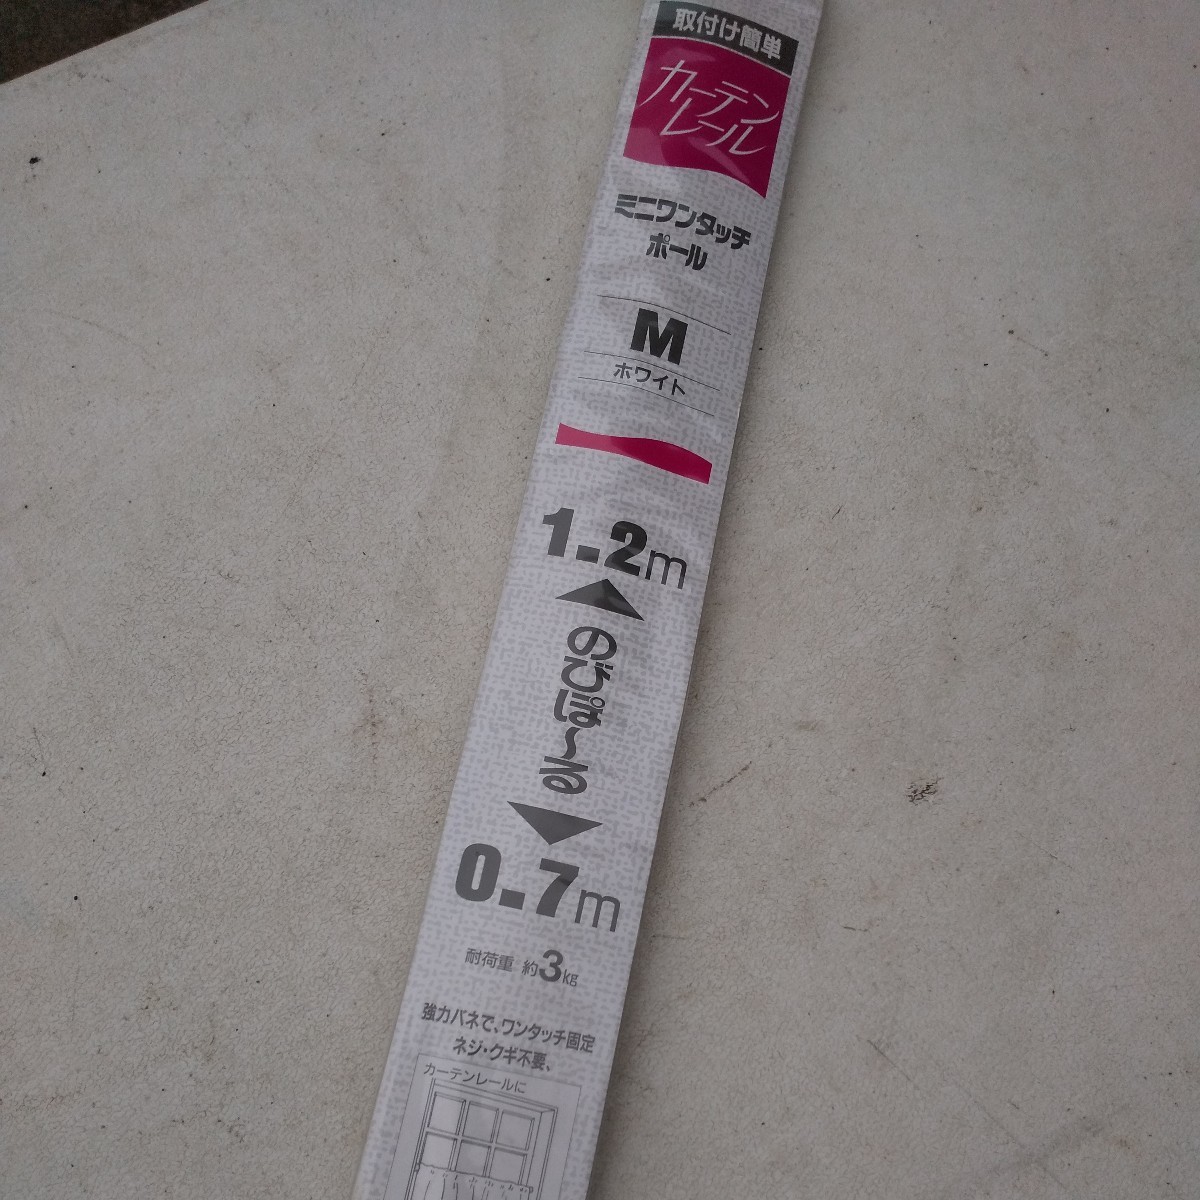 取付け簡単
カーテン
レール
ミニワンタッチ
ポール
M
ホワイト
1.2m
のびぽ〜る
0.7m
耐荷重 約3kg
強力バネで、ワンタッチ固定
ネジ・クギ不要、
カーテンレールに